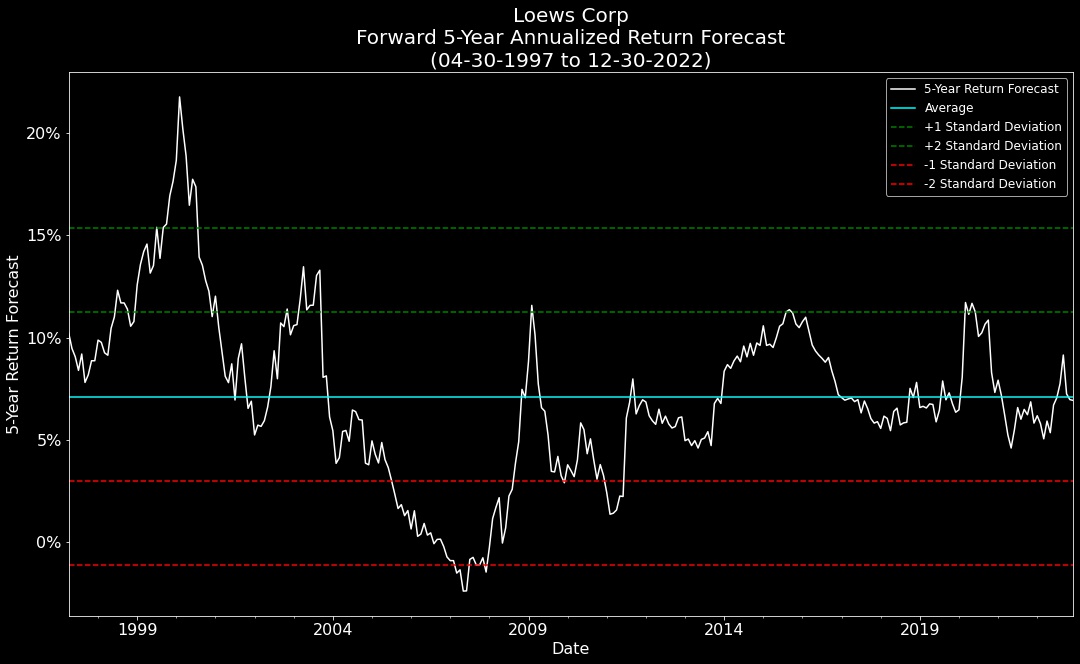 Loews Corp
Forward 5-Year Annualized Return Forecast
(04-30-1997 to 12-30-2022)
5-Year Return Forecast
Average
+1 Standard Deviation
+2 Standard Deviation
-1 Standard Deviation
-2 Standard Deviation
5-Year Return Forecast
20%
15%
10%
5%
0%
1999
2004
2009
2014
2019
Date